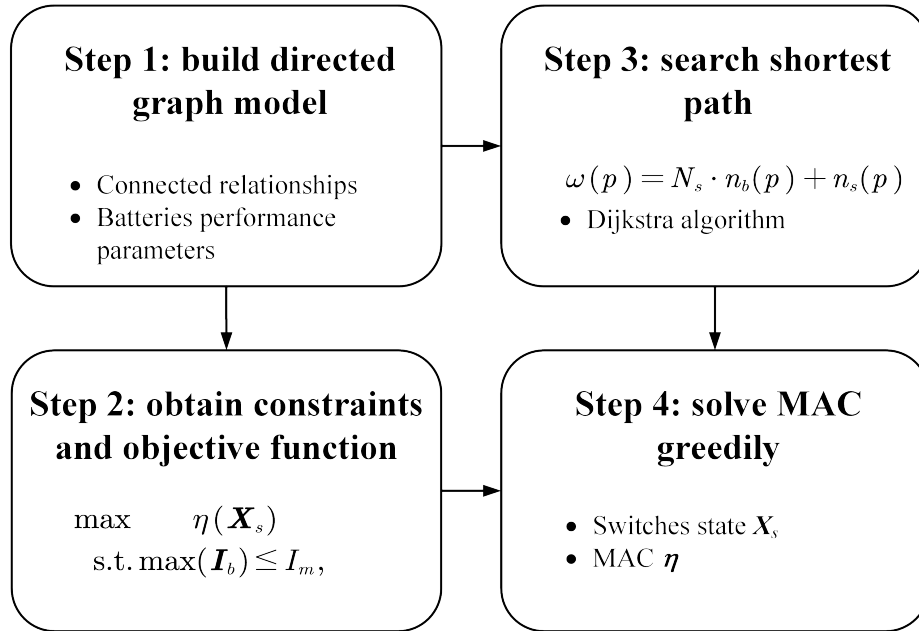 Step 1: build directed
graph model
• Connected relationships
• Batteries performance
parameters
Step 2: obtain constraints
and objective function
max η(X_s)
s.t. max(I_b) ≤ I_m,
Step 3: search shortest
path
ω(p) = N_s · n_b(p) + n_s(p)
• Dijkstra algorithm
Step 4: solve MAC
greedily
• Switches state X_s
• MAC η